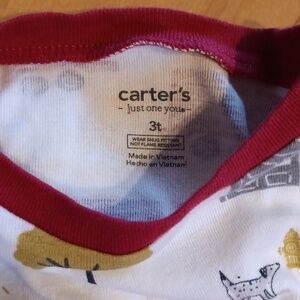 carter's
- just one you® -
3t
WEAR SNUG FITTING
NOT FLAME RESISTANT
Made in Vietnam
Hecho en Vietnam